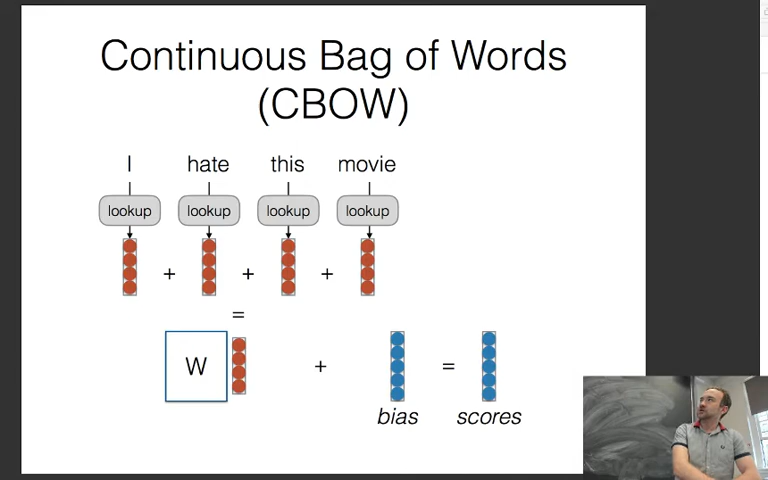 Continuous Bag of Words
(CBOW)
I hate this movie
lookup lookup lookup lookup
+ + +
=
W + =
bias scores